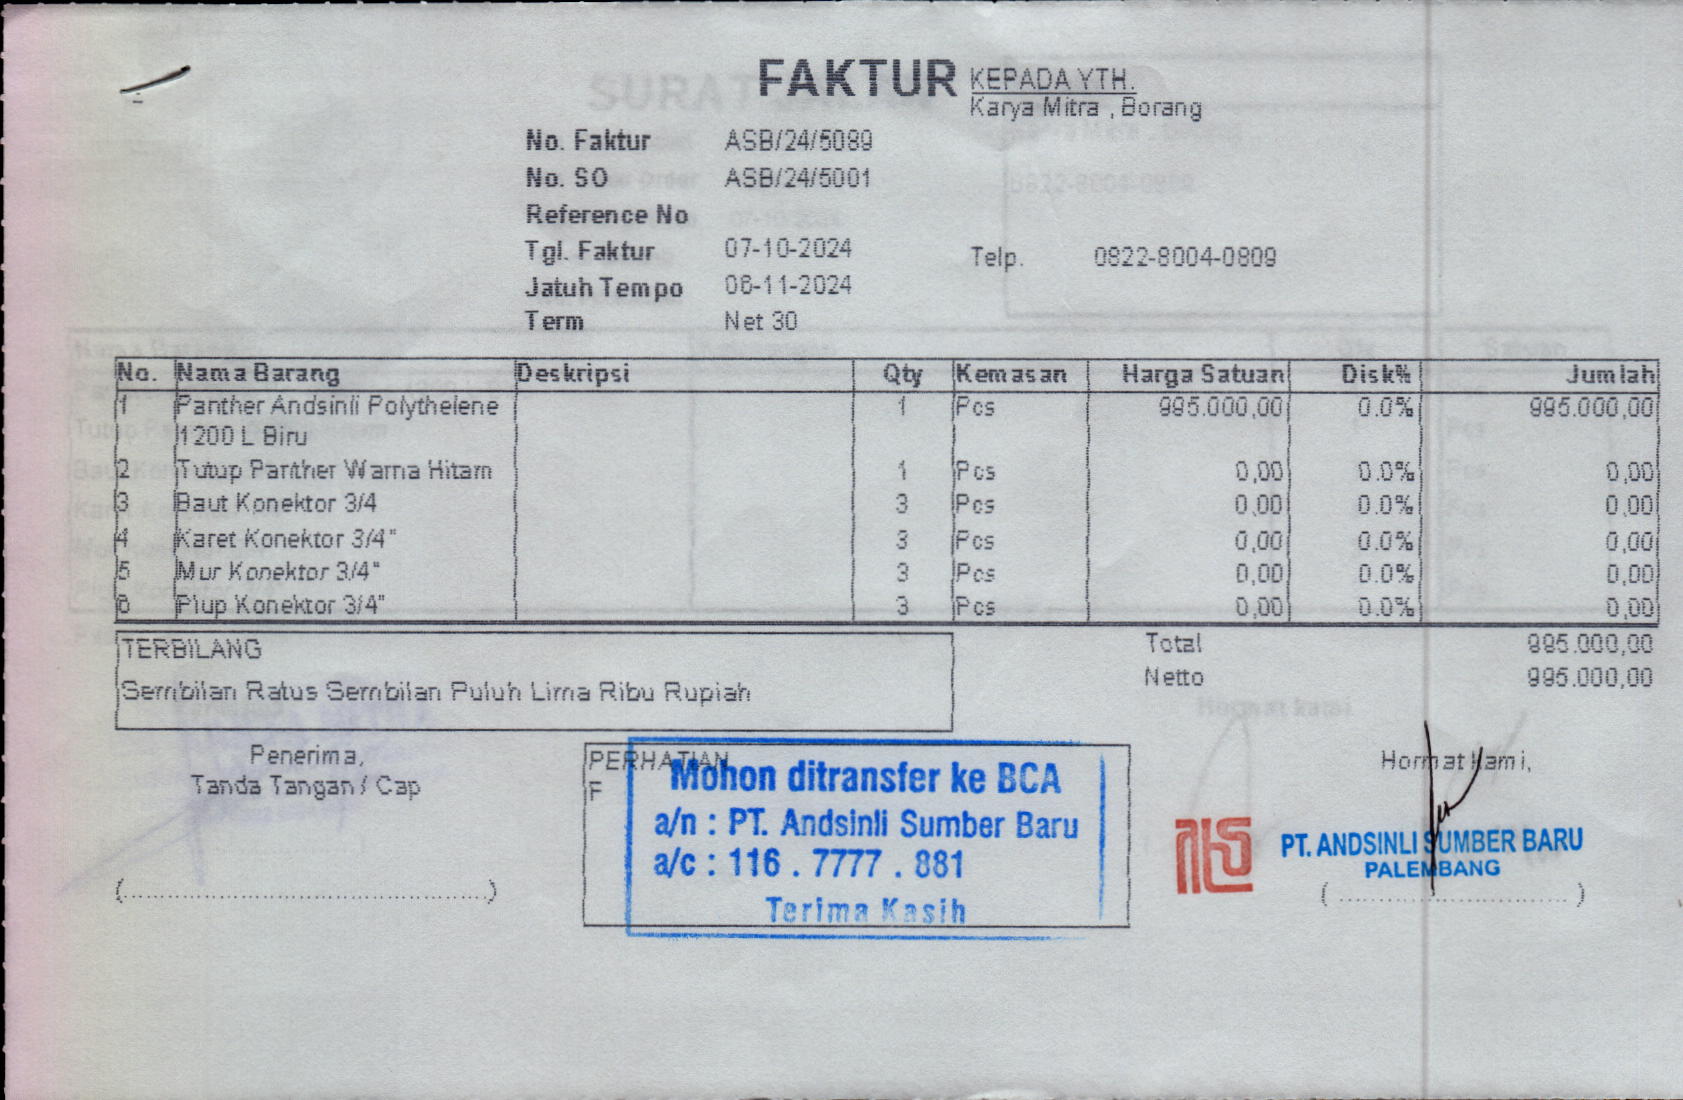 FAKTUR
KEPADA YTH.
Karya Mitra , Borang
No. Faktur ASB/24/5089
No. SO ASB/24/5001
Reference No
Tgl. Faktur 07-10-2024
Telp. 0822-8004-0809
Jatuh Tempo 06-11-2024
Term Net 30
No. Nama Barang Deskripsi Qty Kemasan Harga Satuan Disk% Jumlah
1 Panther Andsinli Polythelene 1 Pcs 995.000,00 0.0% 995.000,00
1200 L Biru
2 Tutup Panther Warna Hitam 1 Pcs 0,00 0.0% 0,00
3 Baut Konektor 3/4 3 Pcs 0,00 0.0% 0,00
4 Karet Konektor 3/4" 3 Pcs 0,00 0.0% 0,00
5 Mur Konektor 3/4" 3 Pcs 0,00 0.0% 0,00
6 Plup Konektor 3/4" 3 Pcs 0,00 0.0% 0,00
TERBILANG
Sembilan Ratus Sembilan Puluh Lima Ribu Rupiah
Total 995.000,00
Netto 995.000,00
Penerima,
Tanda Tangan / Cap
(..............................................)
PERHATIAN
F
Mohon ditransfer ke BCA
a/n : PT. Andsinli Sumber Baru
a/c : 116 . 7777 . 881
Terima Kasih
Hormat Kami,
PT. ANDSINLI SUMBER BARU
PALEMBANG
( ............................. )